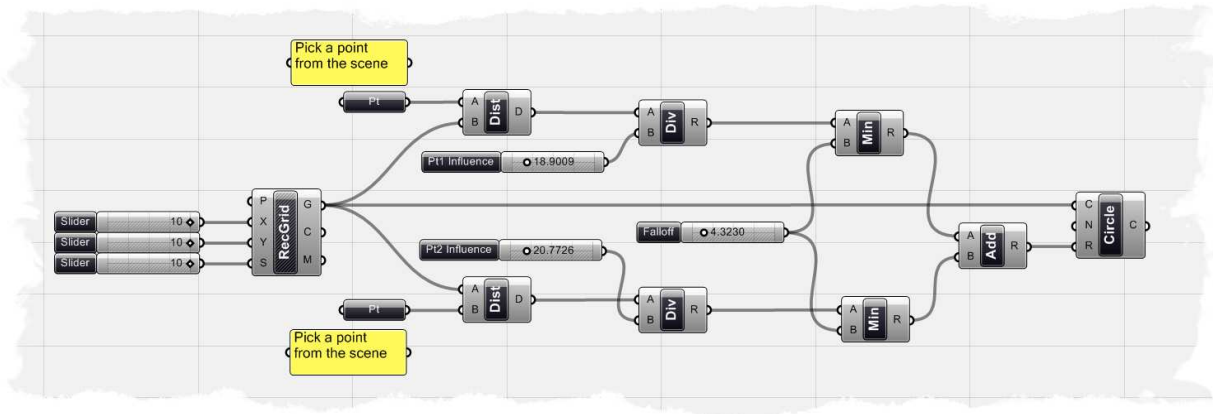 Pick a point
from the scene
Pt
A
B
Dist
D
A
B
Div
R
A
B
Min
R
Pt1 Influence
18.9009
P
X
Y
S
RecGrid
G
C
M
Slider
10
Slider
10
Slider
10
Falloff
4.3230
C
N
R
Circle
C
Pt2 Influence
20.7726
A
B
Add
R
A
B
Dist
D
Pt
A
B
Div
R
A
B
Min
R
Pick a point
from the scene